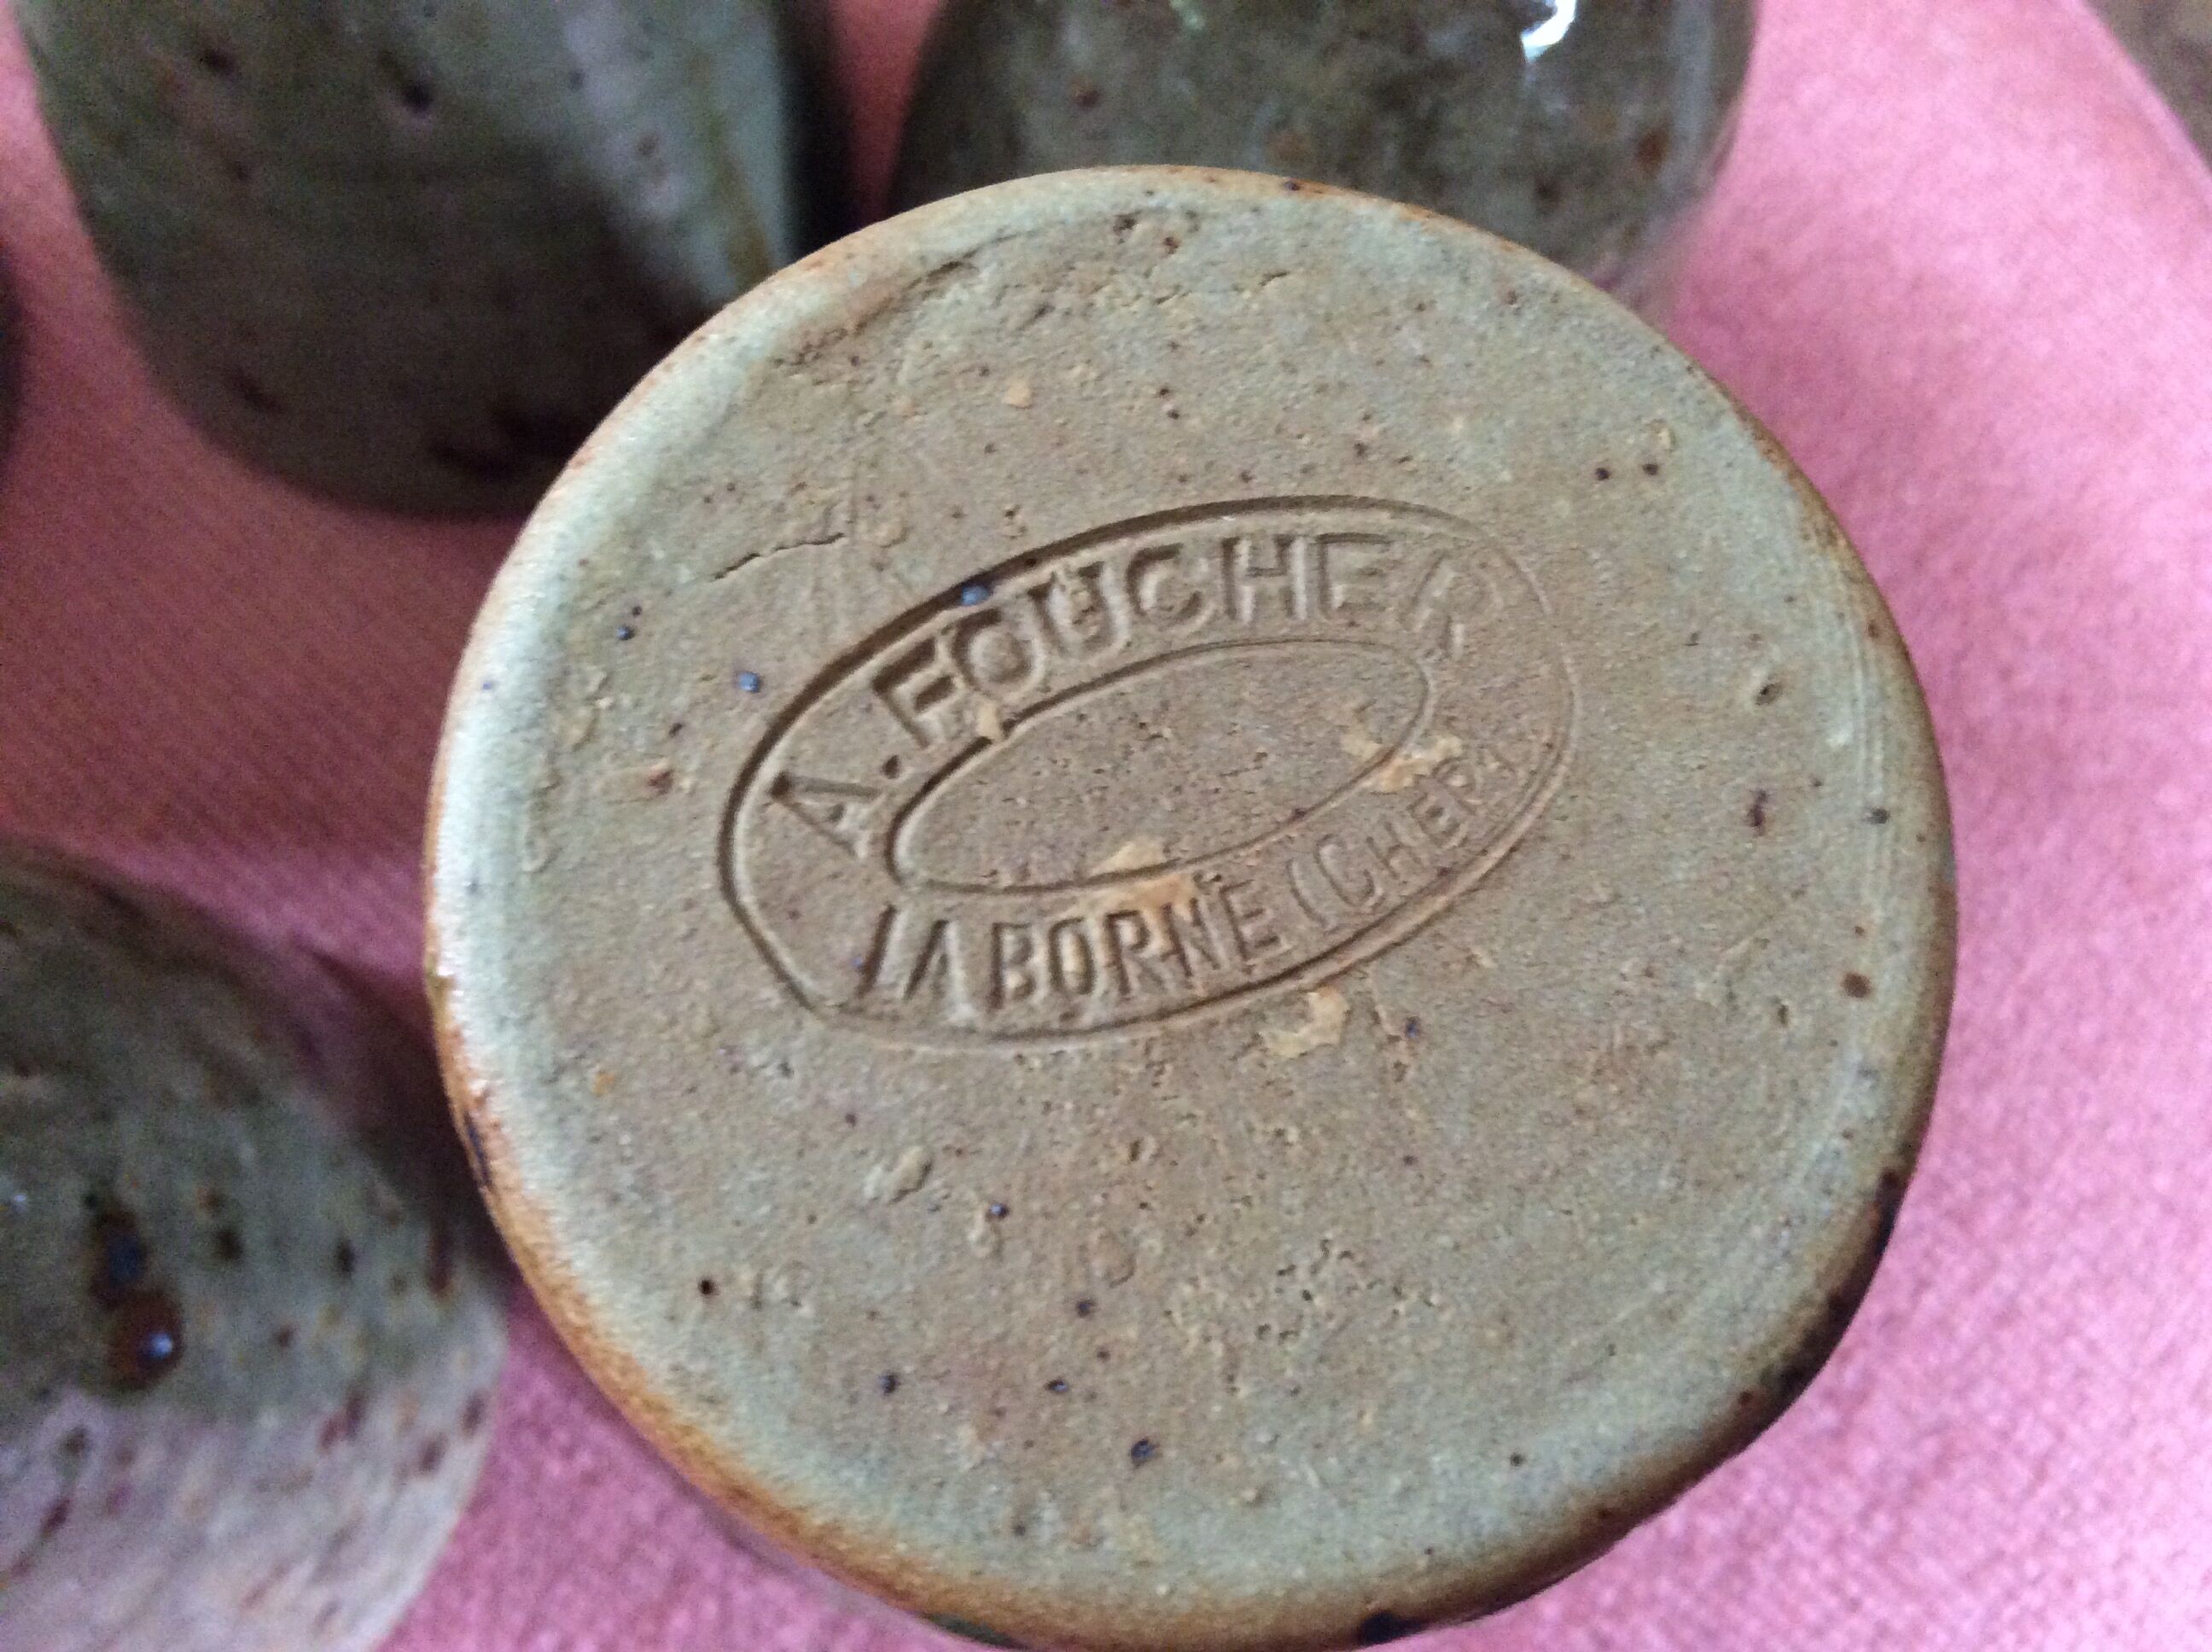 A. FOUCHER
LA BORNE (CHER)